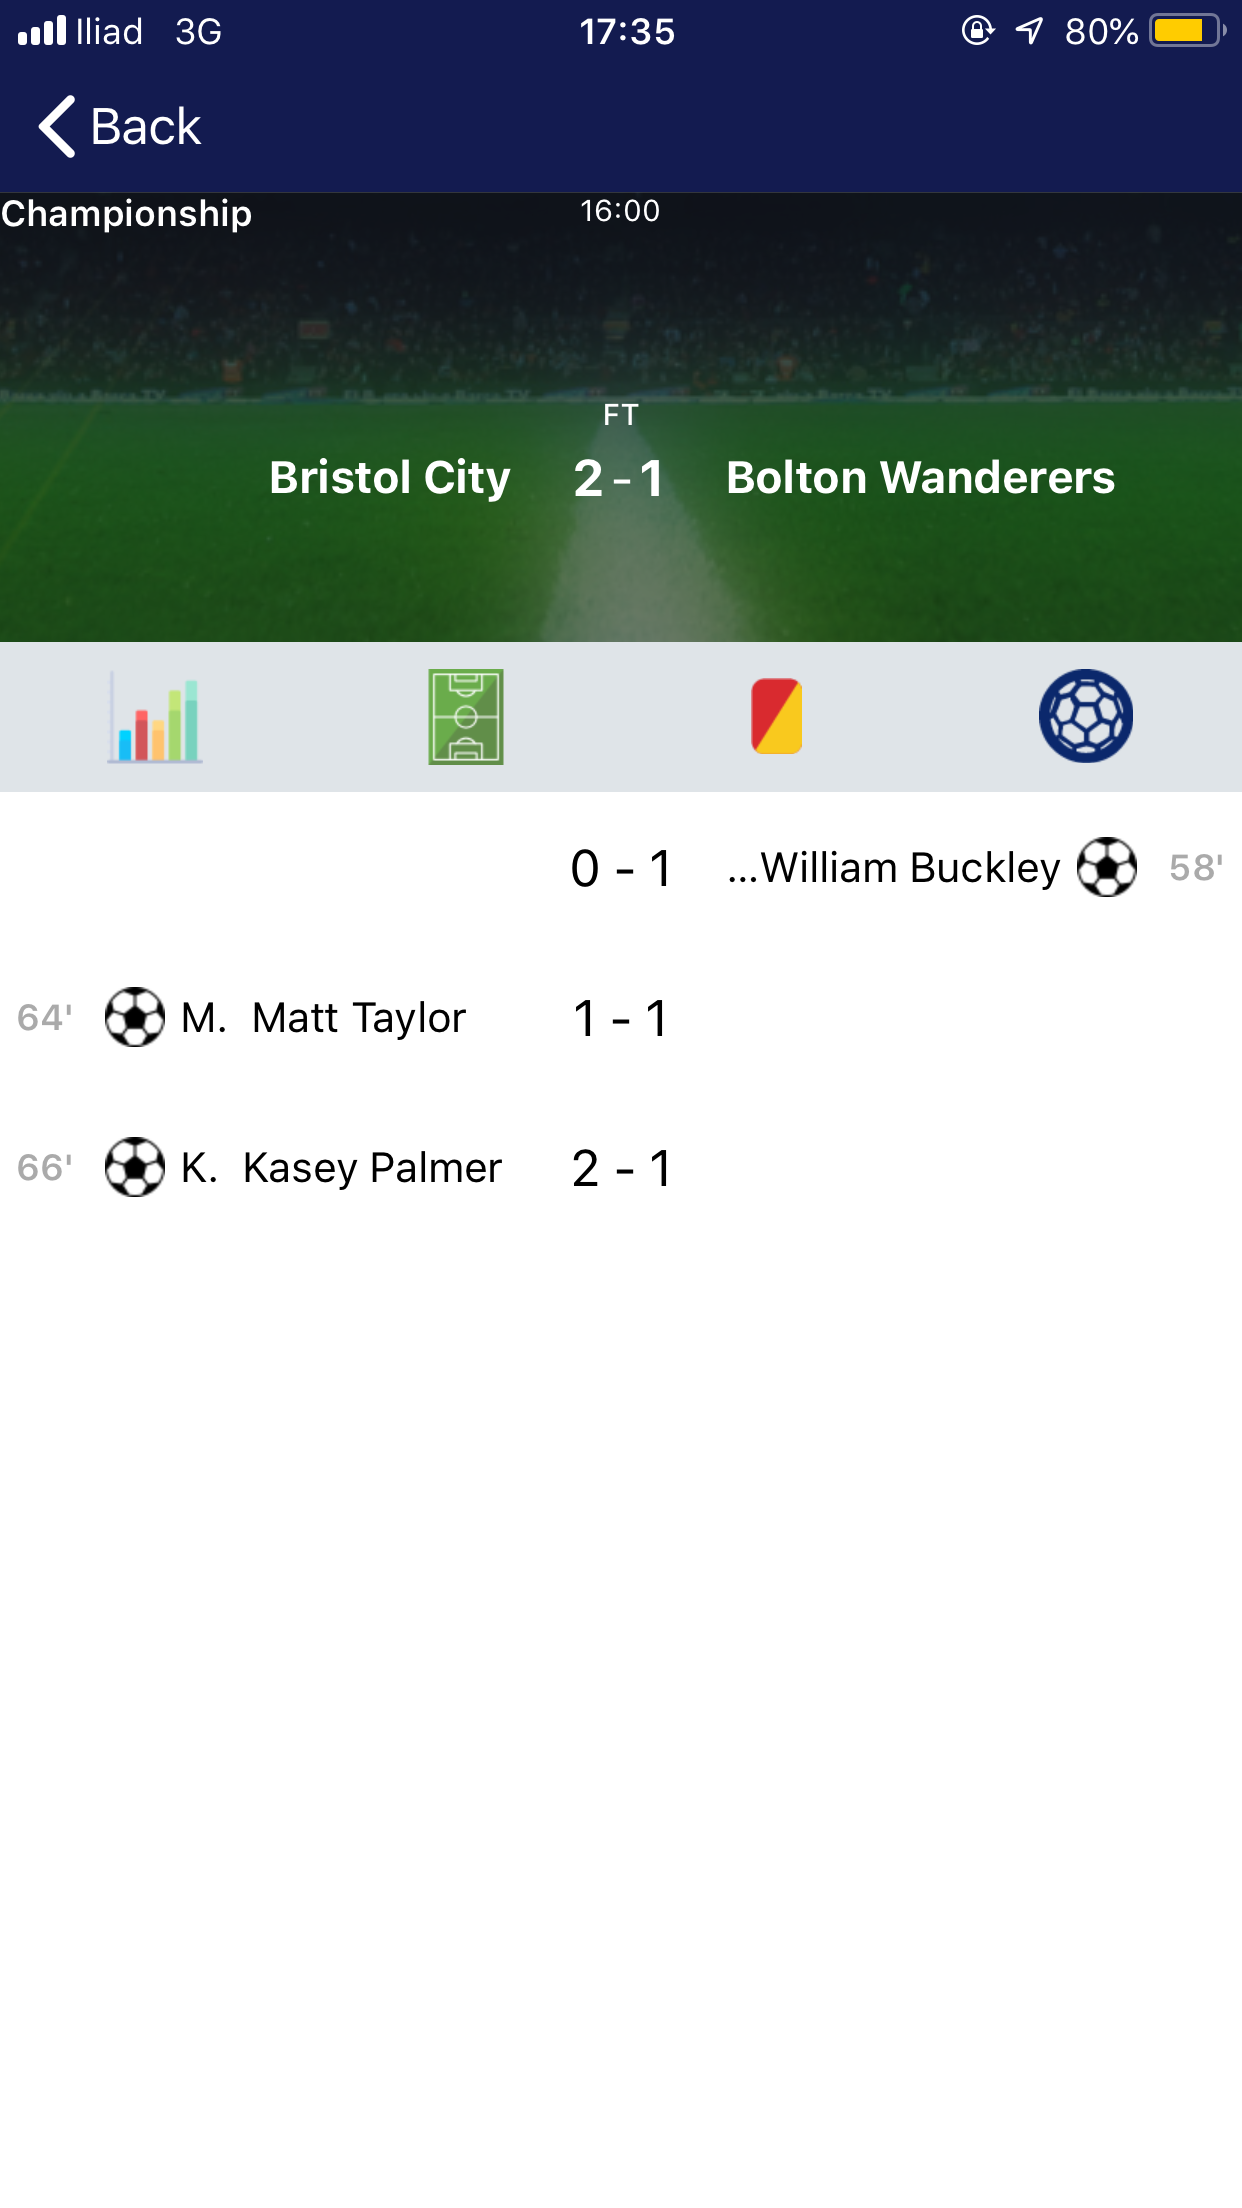 Iliad 3G 17:35 80%
Back
Championship 16:00
FT
Bristol City 2 - 1 Bolton Wanderers
0 - 1 ...William Buckley 58'
64' M. Matt Taylor 1 - 1
66' K. Kasey Palmer 2 - 1